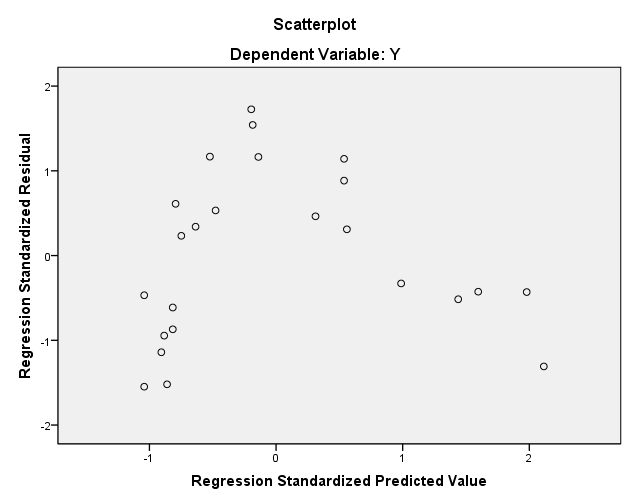 Scatterplot
Dependent Variable: Y
Regression Standardized Residual
2
1
0
-1
-2
-1
0
1
2
Regression Standardized Predicted Value